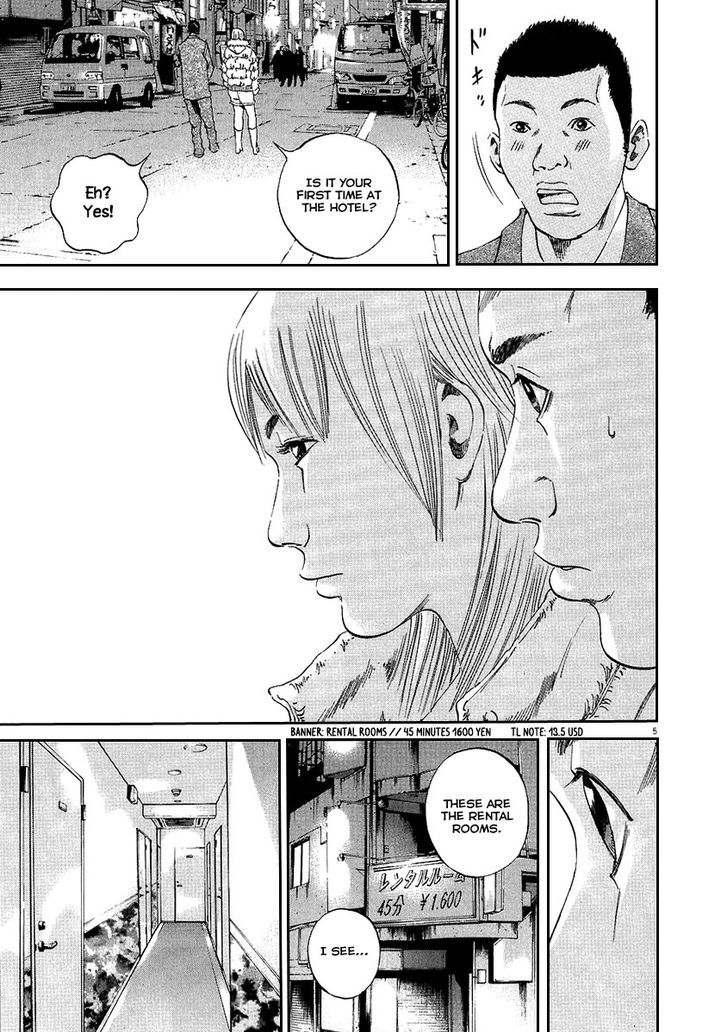 ドキッ
IS IT YOUR
FIRST TIME AT
THE HOTEL?
Eh?
Yes!
BANNER: RENTAL ROOMS // 45 MINUTES 1600 YEN TL NOTE: 13.5 USD
5
THESE ARE
THE RENTAL
ROOMS.
レンタルルーム
45分 ¥1,600
I SEE...